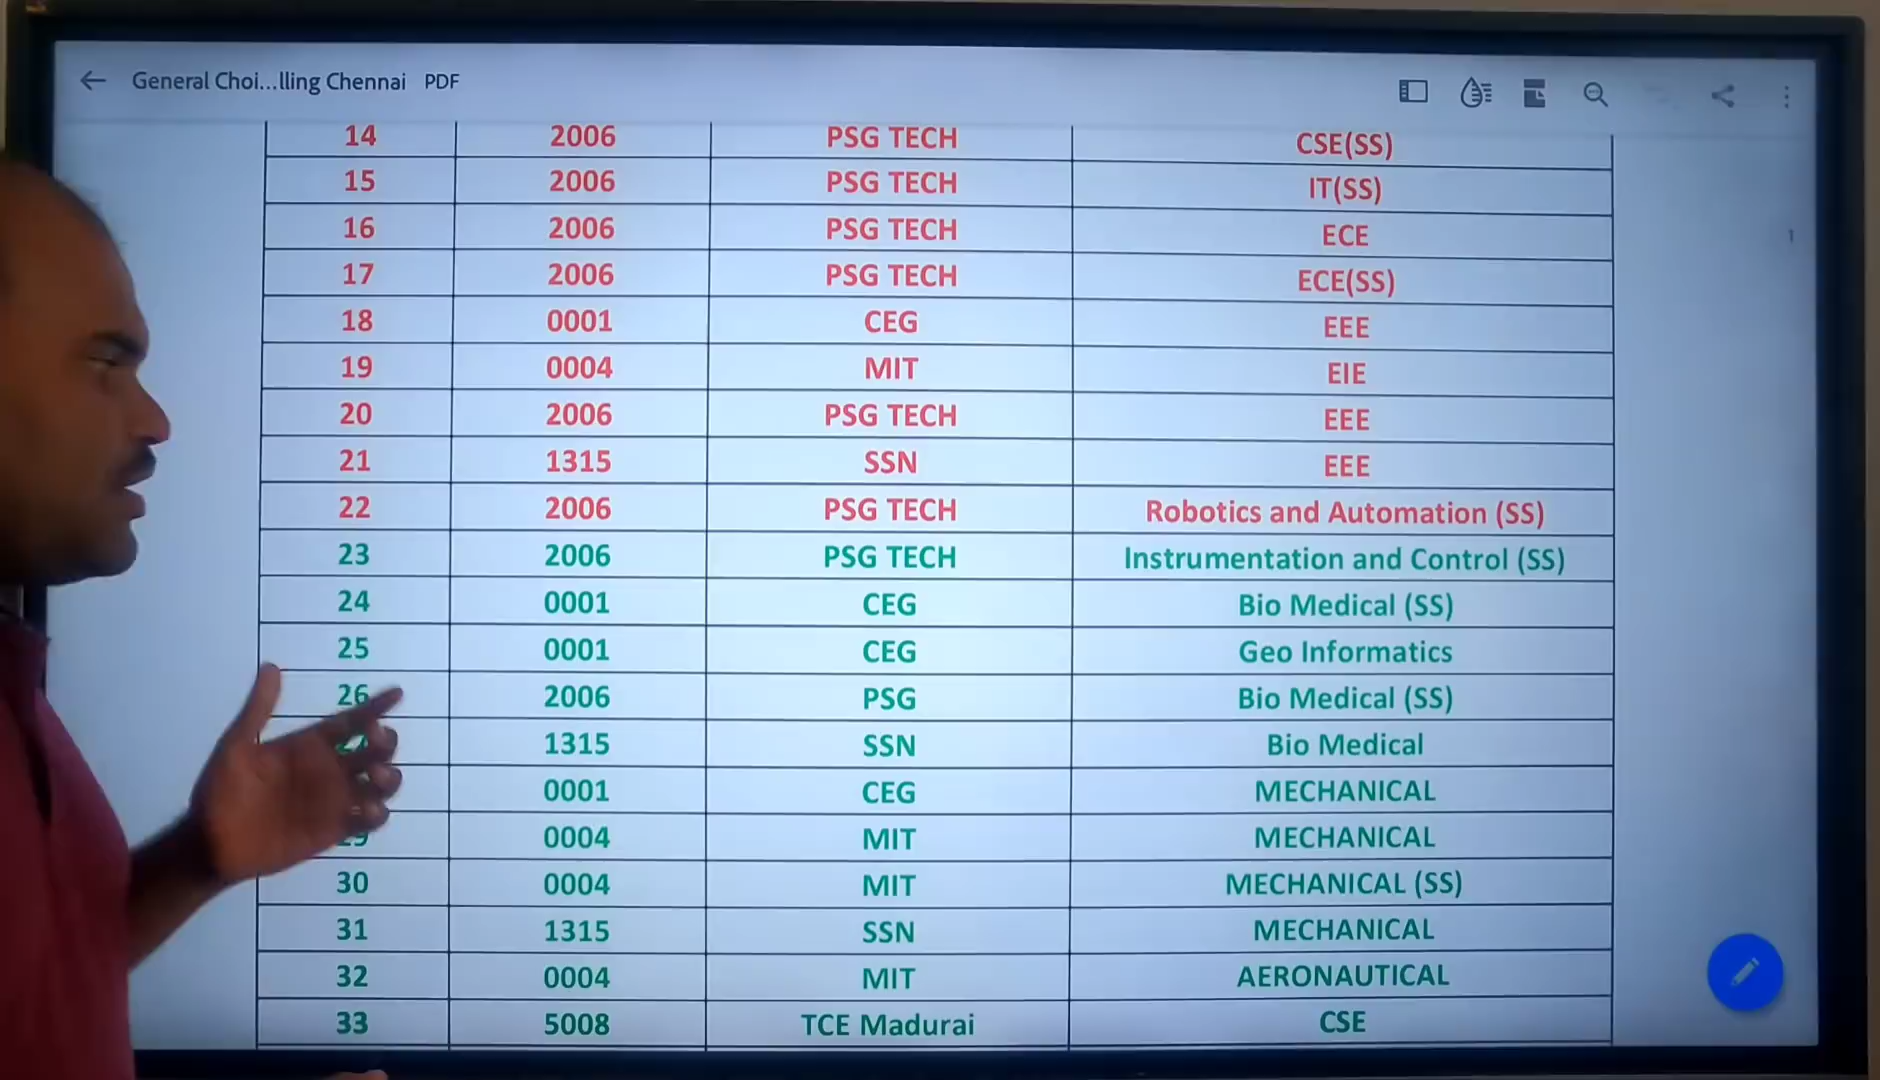 General Choi...lling Chennai PDF
14 2006 PSG TECH CSE(SS)
15 2006 PSG TECH IT(SS)
16 2006 PSG TECH ECE
1
17 2006 PSG TECH ECE(SS)
18 0001 CEG EEE
19 0004 MIT EIE
20 2006 PSG TECH EEE
21 1315 SSN EEE
22 2006 PSG TECH Robotics and Automation (SS)
23 2006 PSG TECH Instrumentation and Control (SS)
24 0001 CEG Bio Medical (SS)
25 0001 CEG Geo Informatics
26 2006 PSG Bio Medical (SS)
1315 SSN Bio Medical
0001 CEG MECHANICAL
0004 MIT MECHANICAL
30 0004 MIT MECHANICAL (SS)
31 1315 SSN MECHANICAL
32 0004 MIT AERONAUTICAL
33 5008 TCE Madurai CSE